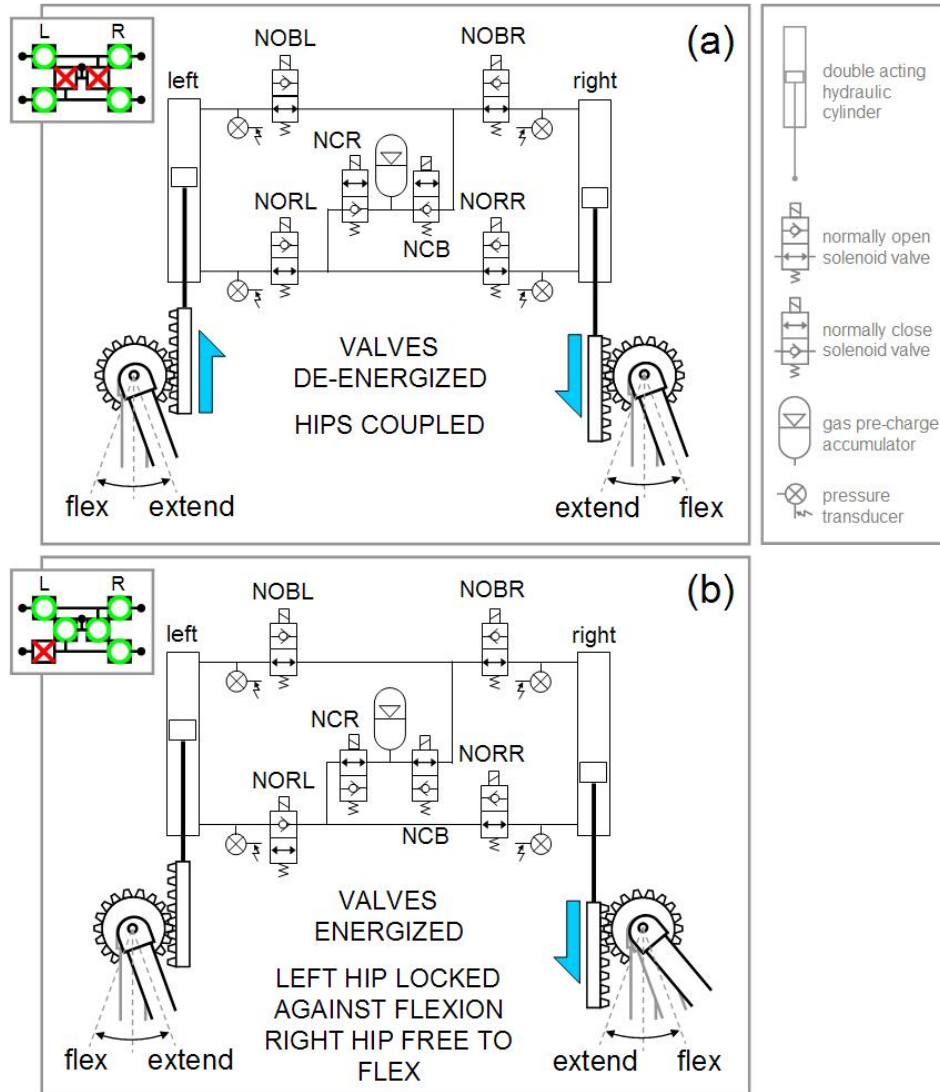 L R
(a)
NOBL
NOBR
left
right
NCR
NORL
NORR
NCB
VALVES
DE-ENERGIZED
HIPS COUPLED
flex
extend
extend
flex
double acting
hydraulic
cylinder
normally open
solenoid valve
normally close
solenoid valve
gas pre-charge
accumulator
pressure
transducer
L R
(b)
NOBL
NOBR
left
right
NCR
NORL
NORR
NCB
VALVES
ENERGIZED
LEFT HIP LOCKED
AGAINST FLEXION
RIGHT HIP FREE TO
FLEX
flex
extend
extend
flex